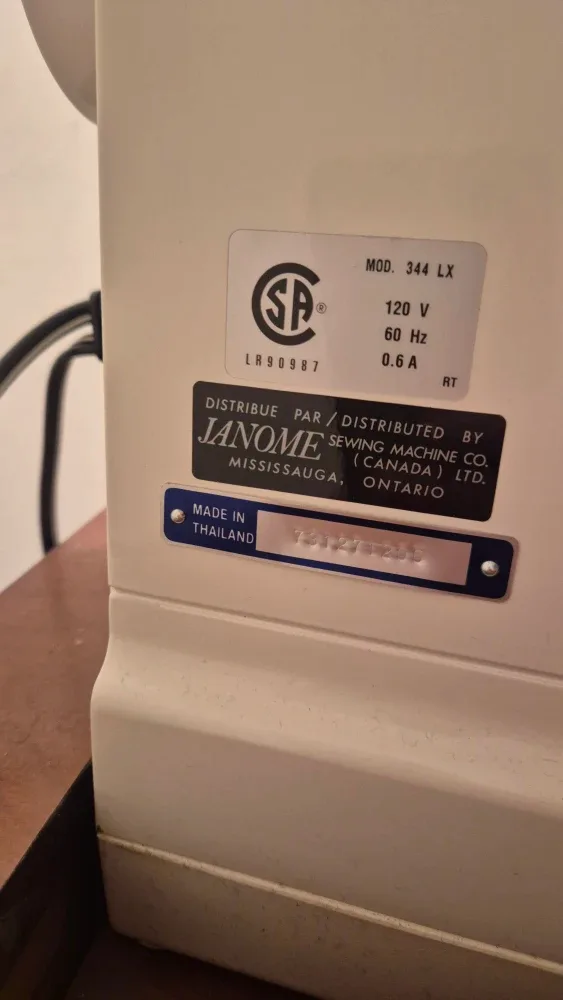 MOD. 344 LX
CSA®
120 V
60 Hz
LR90987
0.6 A
RT
DISTRIBUE PAR / DISTRIBUTED BY
JANOME SEWING MACHINE CO.
(CANADA) LTD.
MISSISSAUGA, ONTARIO
MADE IN
THAILAND